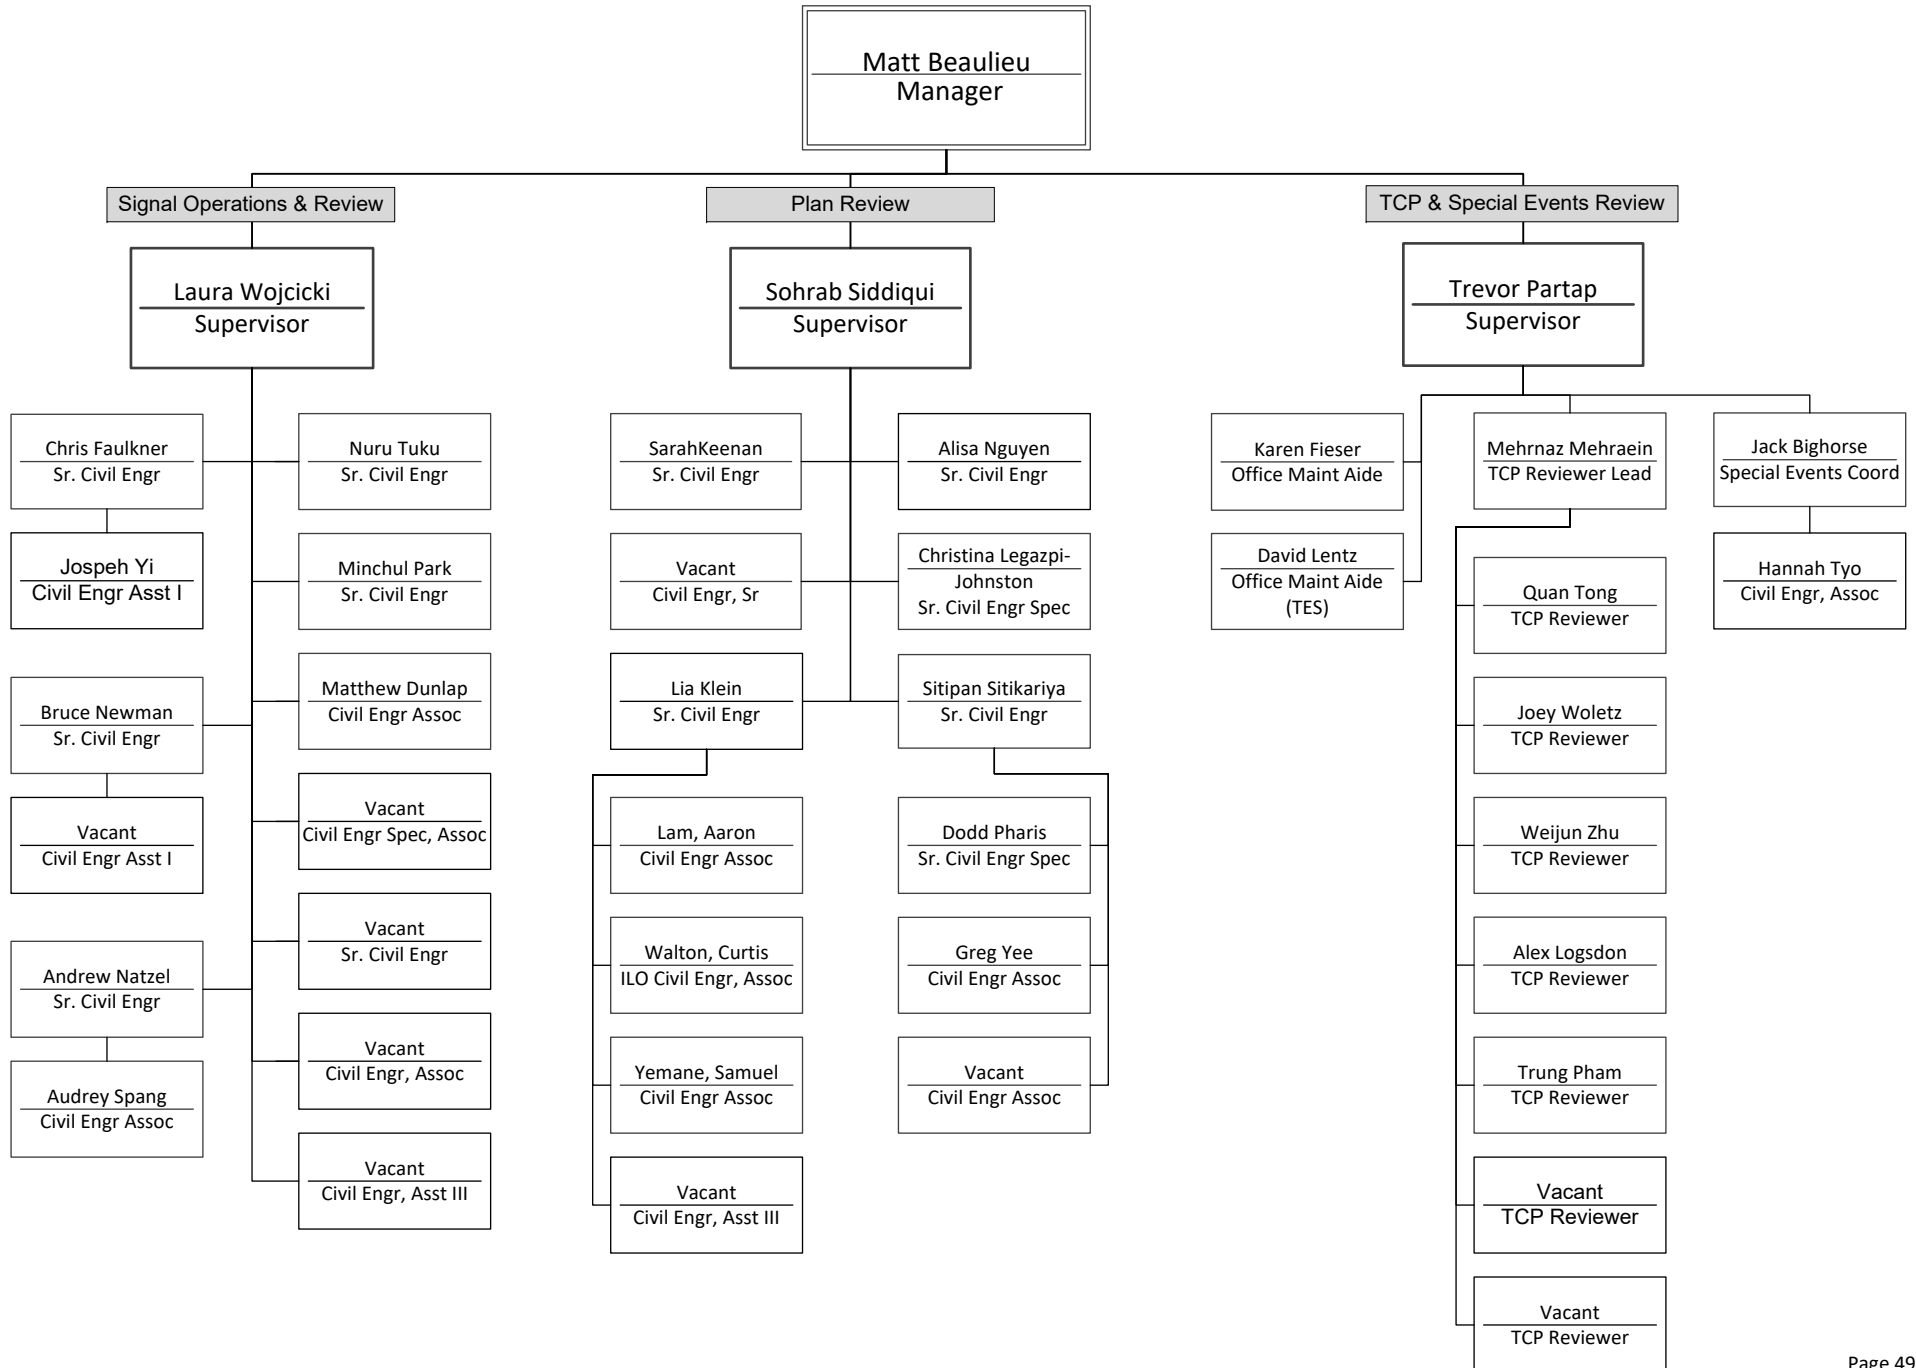 Matt Beaulieu
Manager
Signal Operations & Review
Plan Review
TCP & Special Events Review
Laura Wojcicki
Supervisor
Sohrab Siddiqui
Supervisor
Trevor Partap
Supervisor
Chris Faulkner
Sr. Civil Engr
Jospeh Yi
Civil Engr Asst I
Bruce Newman
Sr. Civil Engr
Vacant
Civil Engr Asst I
Andrew Natzel
Sr. Civil Engr
Audrey Spang
Civil Engr Assoc
Nuru Tuku
Sr. Civil Engr
Minchul Park
Sr. Civil Engr
Matthew Dunlap
Civil Engr Assoc
Vacant
Civil Engr Spec, Assoc
Vacant
Sr. Civil Engr
Vacant
Civil Engr, Assoc
Vacant
Civil Engr, Asst III
SarahKeenan
Sr. Civil Engr
Vacant
Civil Engr, Sr
Lia Klein
Sr. Civil Engr
Lam, Aaron
Civil Engr Assoc
Walton, Curtis
ILO Civil Engr, Assoc
Yemane, Samuel
Civil Engr Assoc
Vacant
Civil Engr, Asst III
Alisa Nguyen
Sr. Civil Engr
Christina Legazpi-
Johnston
Sr. Civil Engr Spec
Sitipan Sitikariya
Sr. Civil Engr
Dodd Pharis
Sr. Civil Engr Spec
Greg Yee
Civil Engr Assoc
Vacant
Civil Engr Assoc
Karen Fieser
Office Maint Aide
David Lentz
Office Maint Aide
(TES)
Mehrnaz Mehraein
TCP Reviewer Lead
Quan Tong
TCP Reviewer
Joey Woletz
TCP Reviewer
Weijun Zhu
TCP Reviewer
Alex Logsdon
TCP Reviewer
Trung Pham
TCP Reviewer
Vacant
TCP Reviewer
Vacant
TCP Reviewer
Jack Bighorse
Special Events Coord
Hannah Tyo
Civil Engr, Assoc
Page 49